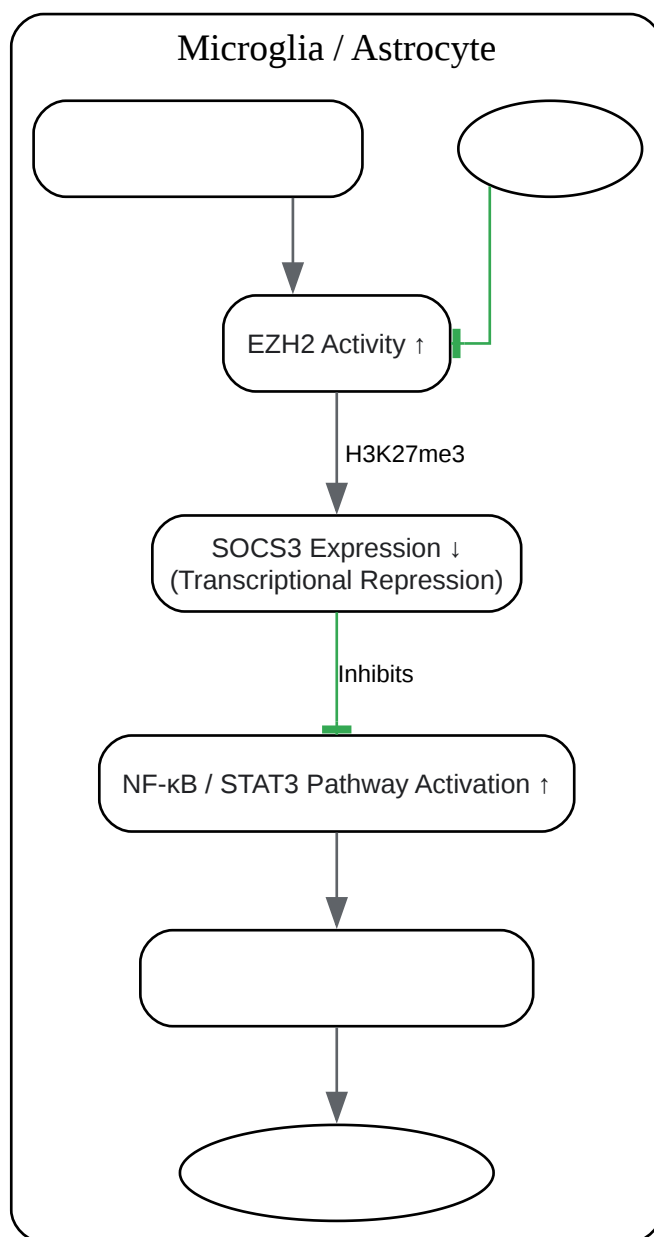 Microglia / Astrocyte
EZH2 Activity ↑
H3K27me3
SOCS3 Expression ↓
(Transcriptional Repression)
Inhibits
NF-κB / STAT3 Pathway Activation ↑